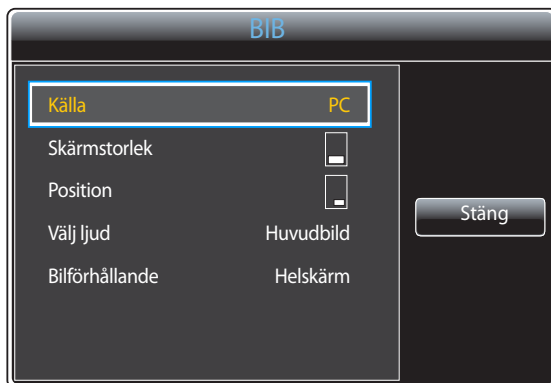 BIB
Källa PC
Skärmstorlek
Position
Välj ljud Huvudbild
Bilförhållande Helskärm
Stäng